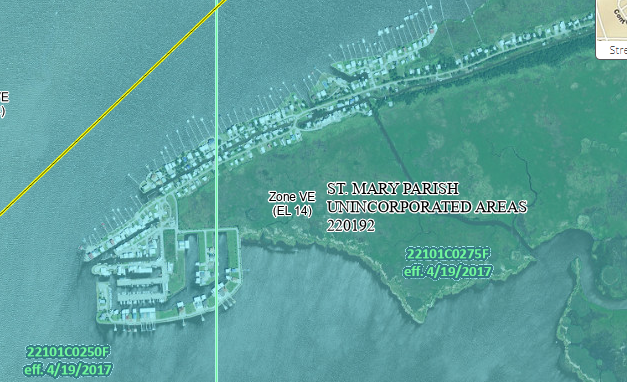 Stre
E
)
Zone VE
(EL 14)
ST. MARY PARISH
UNINCORPORATED AREAS
220192
22101C0275F
eff. 4/19/2017
22101C0250F
eff. 4/19/2017